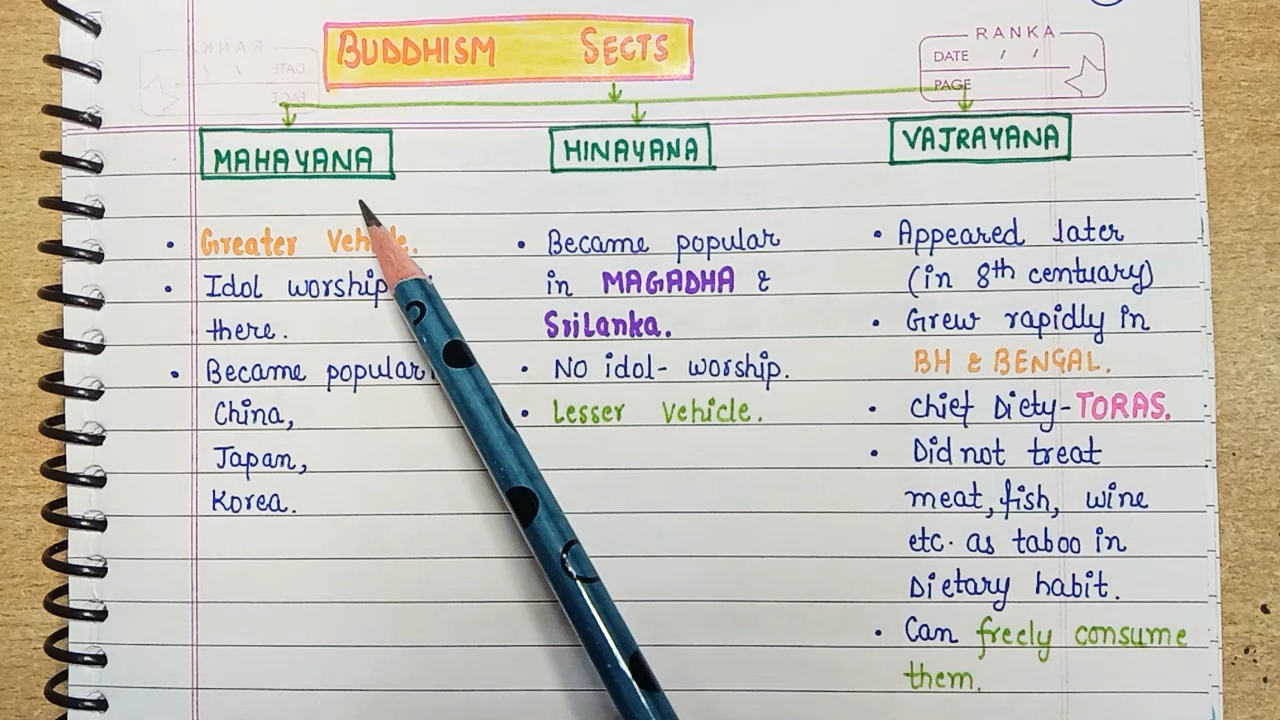 BUDDHISM SECTS
RANKA
DATE / /
PAGE
MAHAYANA
Greater Vehicle.
Idol worship
there.
Became popular
China,
Japan,
Korea.
HINAYANA
Became popular
in MAGADHA &
SriLanka.
No idol- worship.
Lesser Vehicle.
VAJRAYANA
Appeared later
(in 8th centuary)
Grew rapidly in
BH & BENGAL.
Chief Diety-TORAS.
Did not treat
meat, fish, wine
etc. as taboo in
Dietary habit.
Can freely consume
them.